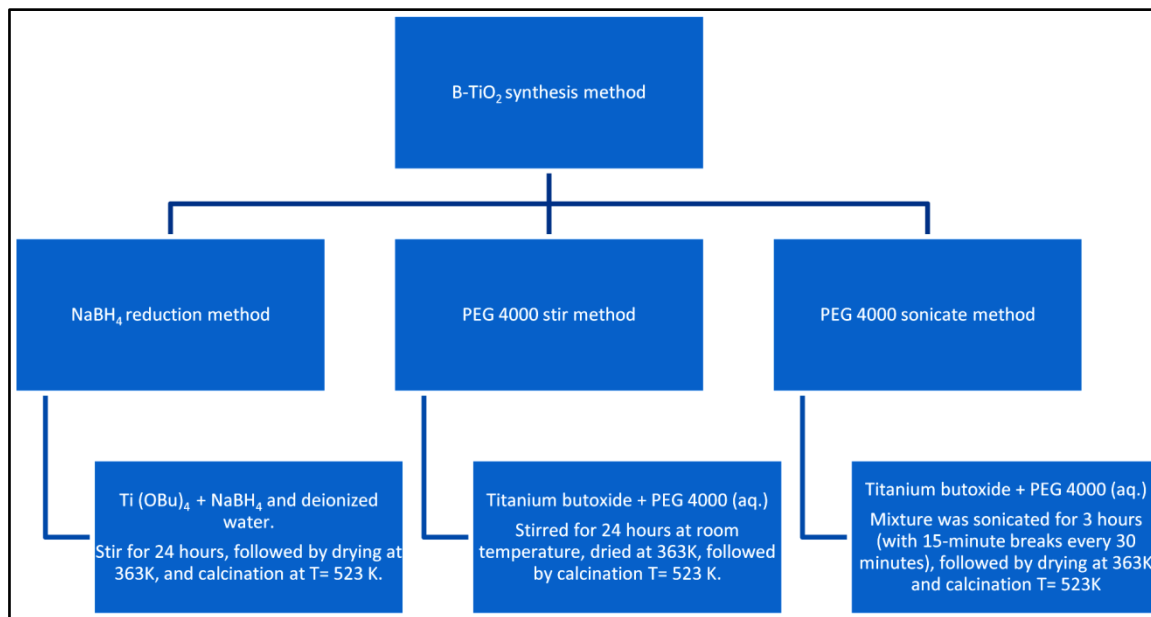 B-TiO₂ synthesis method
NaBH₄ reduction method
PEG 4000 stir method
PEG 4000 sonicate method
Ti (OBu)₄ + NaBH₄ and deionized
water.
Stir for 24 hours, followed by drying at
363K, and calcination at T= 523 K.
Titanium butoxide + PEG 4000 (aq.)
Stirred for 24 hours at room
temperature, dried at 363K, followed
by calcination T= 523 K.
Titanium butoxide + PEG 4000 (aq.)
Mixture was sonicated for 3 hours
(with 15-minute breaks every 30
minutes), followed by drying at 363K
and calcination T= 523K